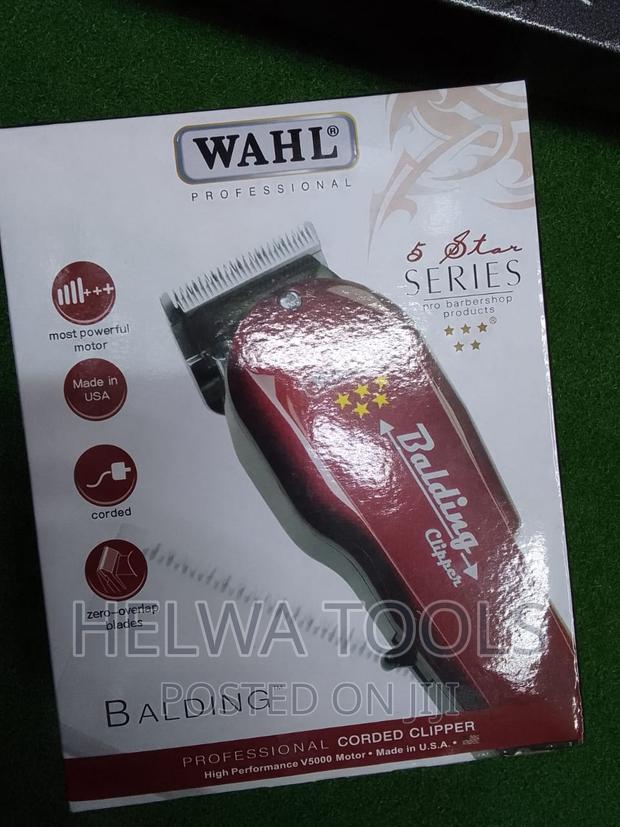 WAHL®
PROFESSIONAL
5 Star
SERIES
pro barbershop
products
®
most powerful
motor
Made in
USA
corded
zero-overlap
blades
Balding
Clipper
HELWA TOOLS
POSTED ON JIJI
BALDING™
PROFESSIONAL CORDED CLIPPER
High Performance V5000 Motor • Made in U.S.A. •